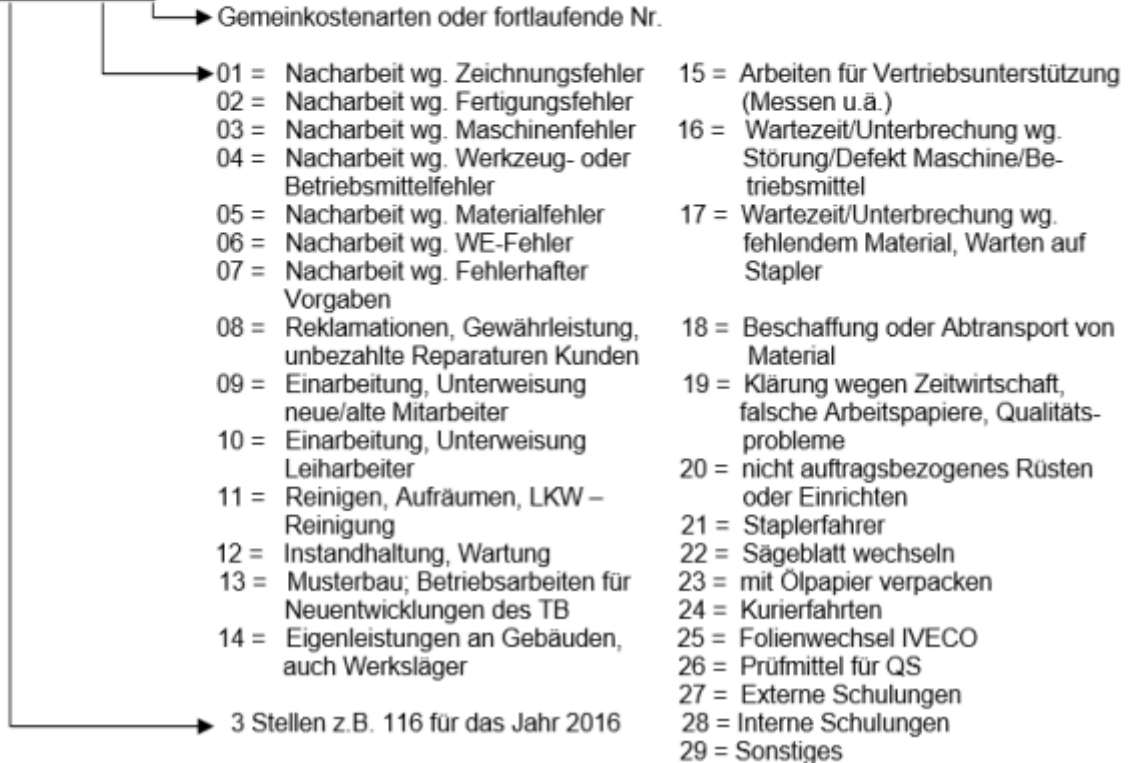 Gemeinkostenarten oder fortlaufende Nr.
01 = Nacharbeit wg. Zeichnungsfehler
02 = Nacharbeit wg. Fertigungsfehler
03 = Nacharbeit wg. Maschinenfehler
04 = Nacharbeit wg. Werkzeug- oder
Betriebsmittelfehler
05 = Nacharbeit wg. Materialfehler
06 = Nacharbeit wg. WE-Fehler
07 = Nacharbeit wg. Fehlerhafter
Vorgaben
08 = Reklamationen, Gewährleistung,
unbezahlte Reparaturen Kunden
09 = Einarbeitung, Unterweisung
neue/alte Mitarbeiter
10 = Einarbeitung, Unterweisung
Leiharbeiter
11 = Reinigen, Aufräumen, LKW –
Reinigung
12 = Instandhaltung, Wartung
13 = Musterbau; Betriebsarbeiten für
Neuentwicklungen des TB
14 = Eigenleistungen an Gebäuden,
auch Werksläger
3 Stellen z.B. 116 für das Jahr 2016
15 = Arbeiten für Vertriebsunterstützung
(Messen u.ä.)
16 = Wartezeit/Unterbrechung wg.
Störung/Defekt Maschine/Be-
triebsmittel
17 = Wartezeit/Unterbrechung wg.
fehlendem Material, Warten auf
Stapler
18 = Beschaffung oder Abtransport von
Material
19 = Klärung wegen Zeitwirtschaft,
falsche Arbeitspapiere, Qualitäts-
probleme
20 = nicht auftragsbezogenes Rüsten
oder Einrichten
21 = Staplerfahrer
22 = Sägeblatt wechseln
23 = mit Ölpapier verpacken
24 = Kurierfahrten
25 = Folienwechsel IVECO
26 = Prüfmittel für QS
27 = Externe Schulungen
28 = Interne Schulungen
29 = Sonstiges